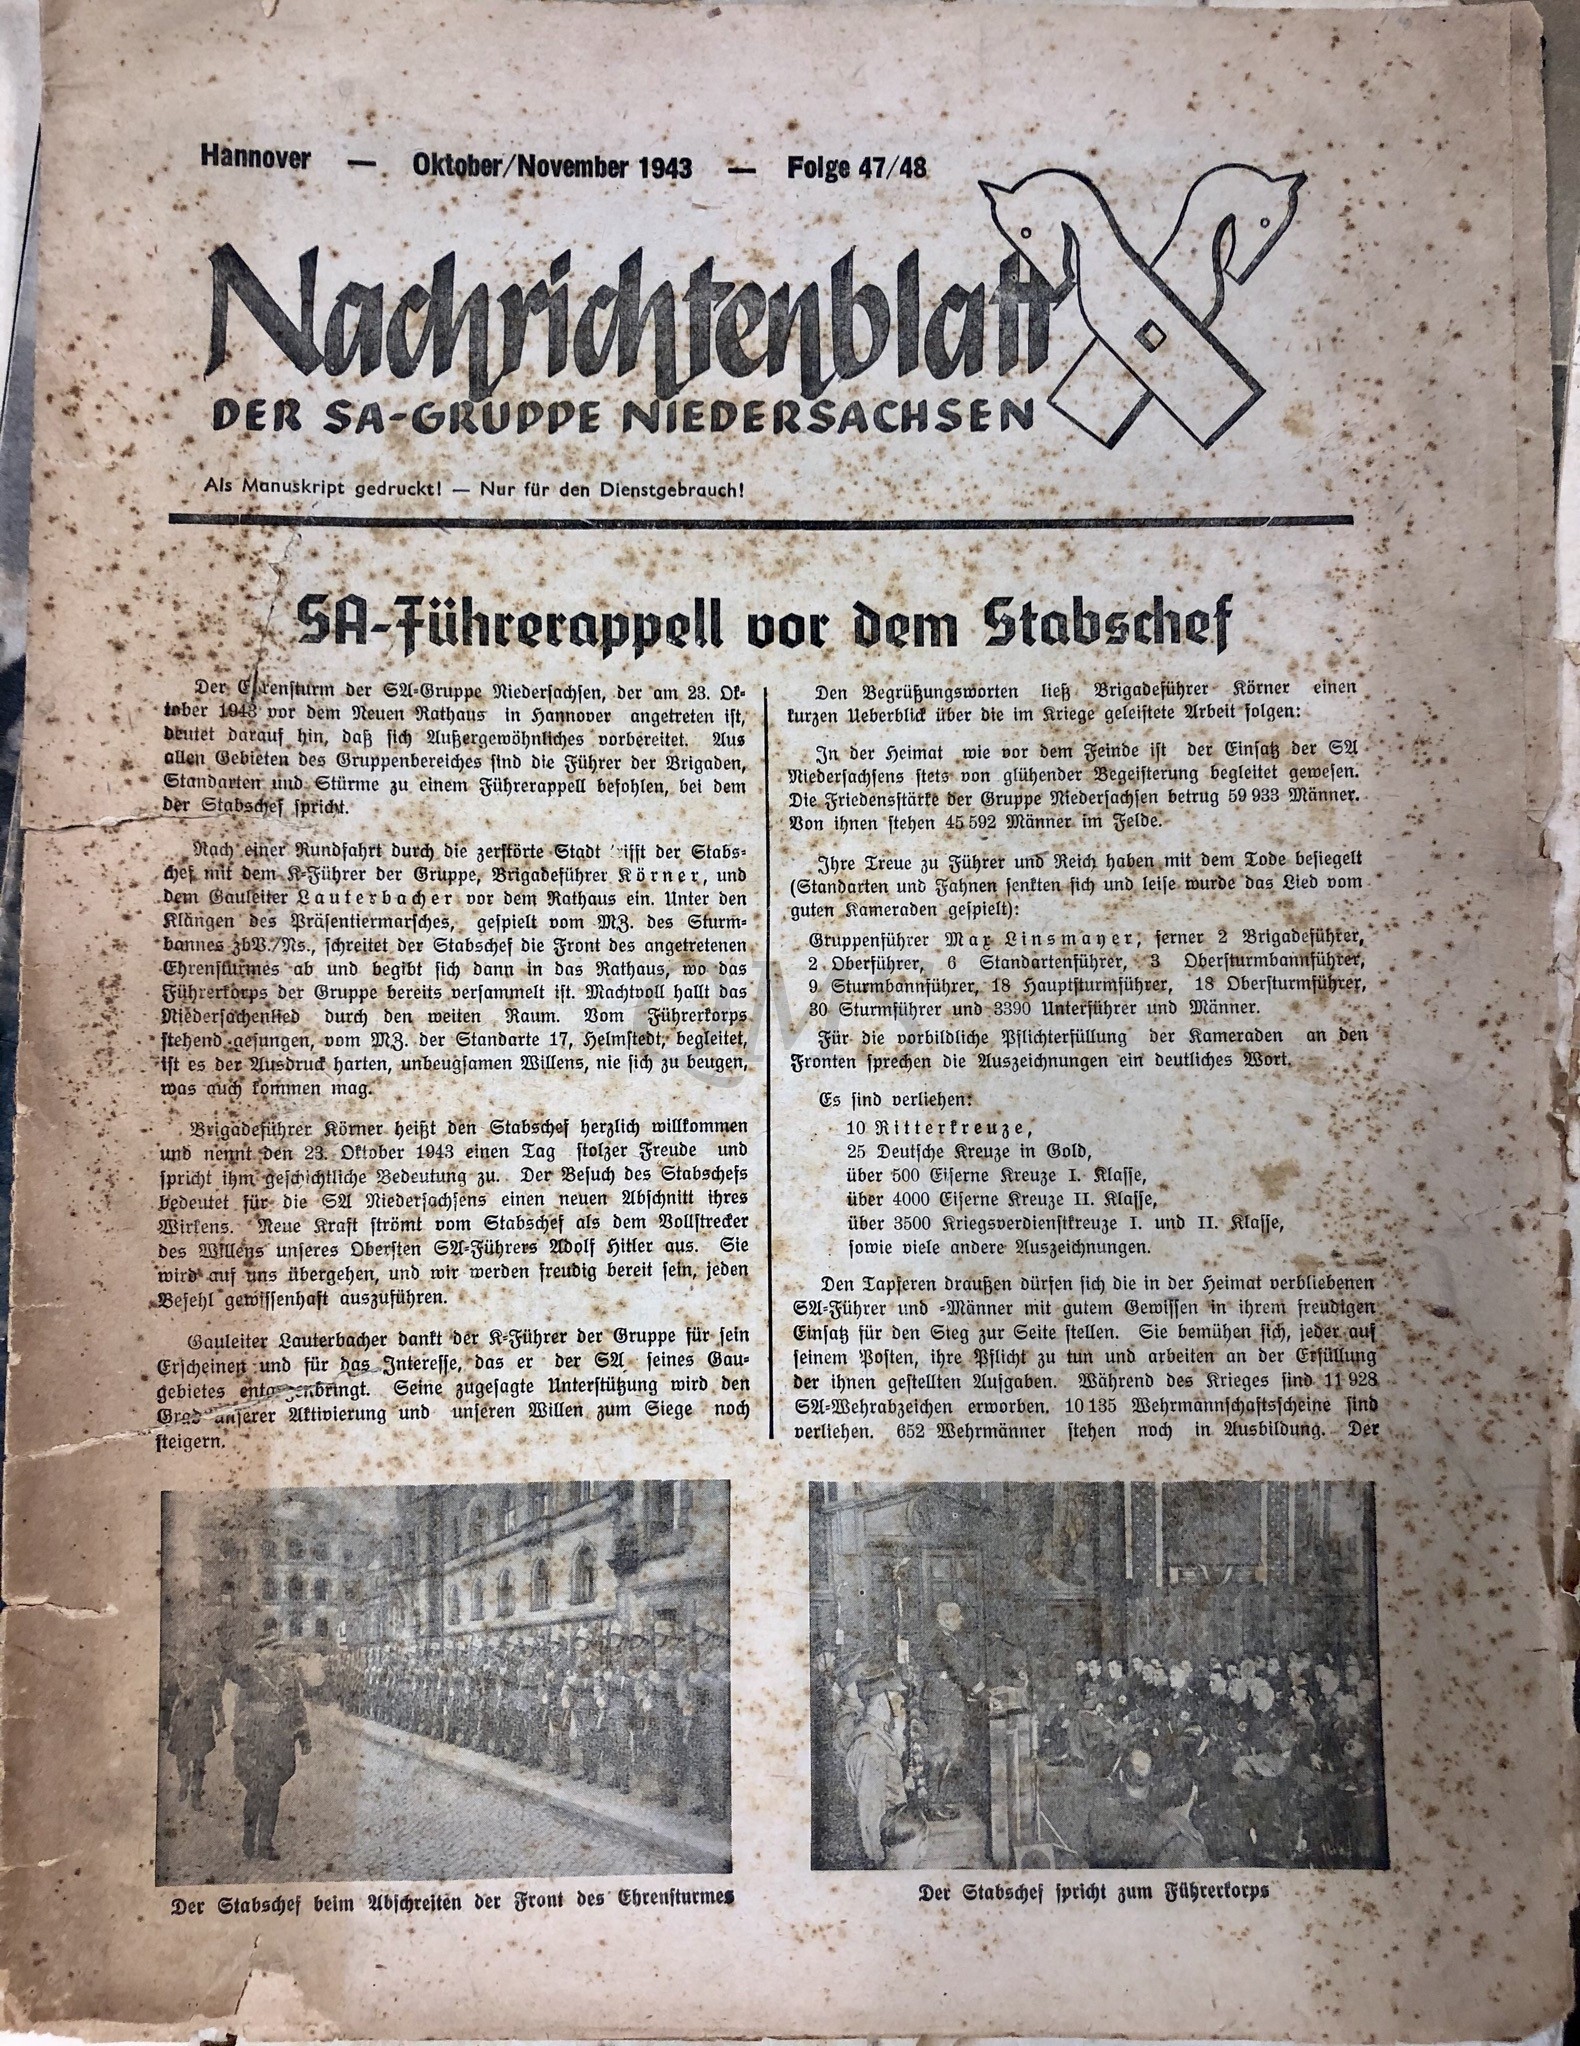 Hannover — Oktober/November 1943 — Folge 47/48
Nachrichtenblatt
DER SA-GRUPPE NIEDERSACHSEN
Als Manuskript gedruckt! — Nur für den Dienstgebrauch!
SA-Führerappell vor dem Stabschef
Der Ehrensturm der SA-Gruppe Niedersachsen, der am 23. Ok-
tober 1943 vor dem Neuen Rathaus in Hannover angetreten ist,
deutet darauf hin, daß sich Außergewöhnliches vorbereitet. Aus
allen Gebieten des Gruppenbereiches sind die Führer der Brigaden,
Standarten und Stürme zu einem Führerappell befohlen, bei dem
der Stabschef spricht.
Nach einer Rundfahrt durch die zerstörte Stadt trifft der Stabs-
chef mit dem K-Führer der Gruppe, Brigadeführer Körner, und
dem Gauleiter Lauterbacher vor dem Rathaus ein. Unter den
Klängen des Präsentiermarsches, gespielt vom MZ. des Sturm-
bannes zbV./Ns., schreitet der Stabschef die Front des angetretenen
Ehrensturmes ab und begibt sich dann in das Rathaus, wo das
Führerkorps der Gruppe bereits versammelt ist. Machtvoll hallt das
Niedersachenlied durch den weiten Raum. Vom Führerkorps
stehend gesungen, vom MZ. der Standarte 17, Helmstedt, begleitet,
ist es der Ausdruck harten, unbeugsamen Willens, nie sich zu beugen,
was auch kommen mag.
Brigadeführer Körner heißt den Stabschef herzlich willkommen
und nennt den 23. Oktober 1943 einen Tag stolzer Freude und
spricht ihm geschichtliche Bedeutung zu. Der Besuch des Stabschefs
bedeutet für die SA Niedersachsens einen neuen Abschnitt ihres
Wirkens. Neue Kraft strömt vom Stabschef als dem Vollstrecker
des Willens unseres Obersten SA-Führers Adolf Hitler aus. Sie
wird auf uns übergehen, und wir werden freudig bereit sein, jeden
Befehl gewissenhaft auszuführen.
Gauleiter Lauterbacher dankt der K-Führer der Gruppe für sein
Erscheinen und für das Interesse, das er der SA seines Gau-
gebietes entgegenbringt. Seine zugesagte Unterstützung wird den
Grad unserer Aktivierung und unseren Willen zum Siege noch
steigern.
Den Begrüßungsworten ließ Brigadeführer Körner einen
kurzen Ueberblick über die im Kriege geleistete Arbeit folgen:
In der Heimat wie vor dem Feinde ist der Einsatz der SA
Niedersachsens stets von glühender Begeisterung begleitet gewesen.
Die Friedensstärke der Gruppe Niedersachsen betrug 59 933 Männer.
Von ihnen stehen 45 592 Männer im Felde.
Ihre Treue zu Führer und Reich haben mit dem Tode besiegelt
(Standarten und Fahnen senkten sich und leise wurde das Lied vom
guten Kameraden gespielt):
Gruppenführer Max Linsmayer, ferner 2 Brigadeführer,
2 Oberführer, 6 Standartenführer, 3 Obersturmbannführer,
9 Sturmbannführer, 18 Hauptsturmführer, 18 Obersturmführer,
30 Sturmführer und 3390 Unterführer und Männer.
Für die vorbildliche Pflichterfüllung der Kameraden an den
Fronten sprechen die Auszeichnungen ein deutliches Wort.
Es sind verliehen:
10 Ritterkreuze,
25 Deutsche Kreuze in Gold,
über 500 Eiserne Kreuze I. Klasse,
über 4000 Eiserne Kreuze II. Klasse,
über 3500 Kriegsverdienstkreuze I. und II. Klasse,
sowie viele andere Auszeichnungen.
Den Tapferen draußen dürfen sich die in der Heimat verbliebenen
SA-Führer und -Männer mit gutem Gewissen in ihrem freudigen
Einsatz für den Sieg zur Seite stellen. Sie bemühen sich, jeder auf
seinem Posten, ihre Pflicht zu tun und arbeiten an der Erfüllung
der ihnen gestellten Aufgaben. Während des Krieges sind 11 928
SA-Wehrabzeichen erworben. 10 135 Wehrmannschaftsscheine sind
verliehen. 652 Wehrmänner stehen noch in Ausbildung. Der
Der Stabschef beim Abschreiten der Front des Ehrensturmes
Der Stabschef spricht zum Führerkorps